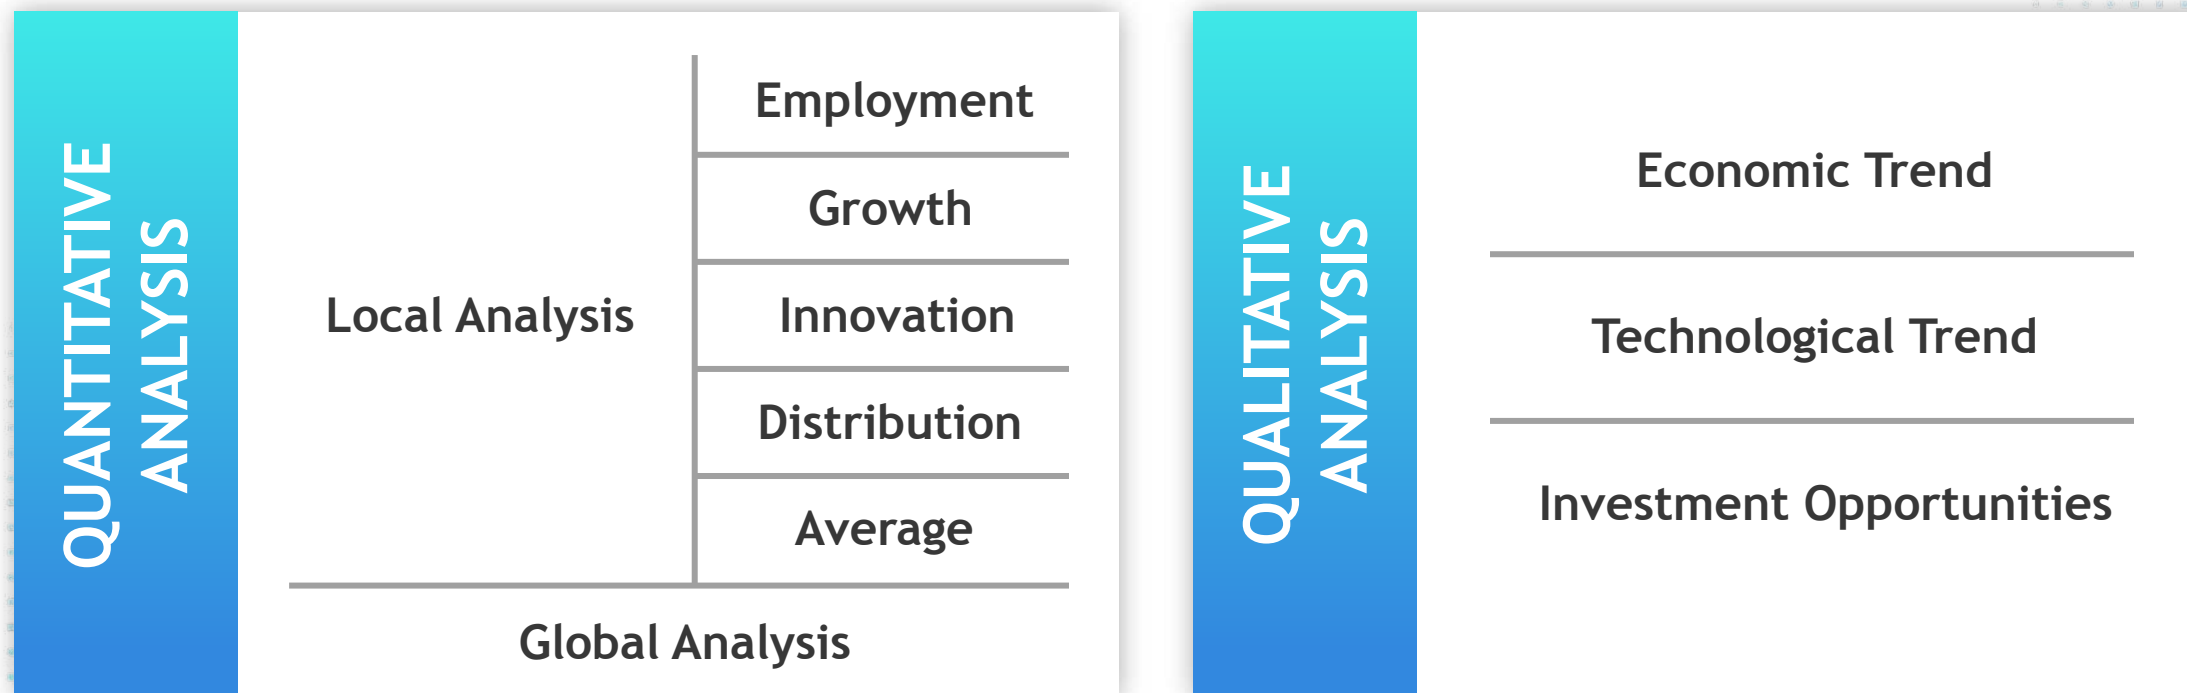 QUANTITATIVE
ANALYSIS
Local Analysis
Employment
Growth
Innovation
Distribution
Average
Global Analysis
QUALITATIVE
ANALYSIS
Economic Trend
Technological Trend
Investment Opportunities